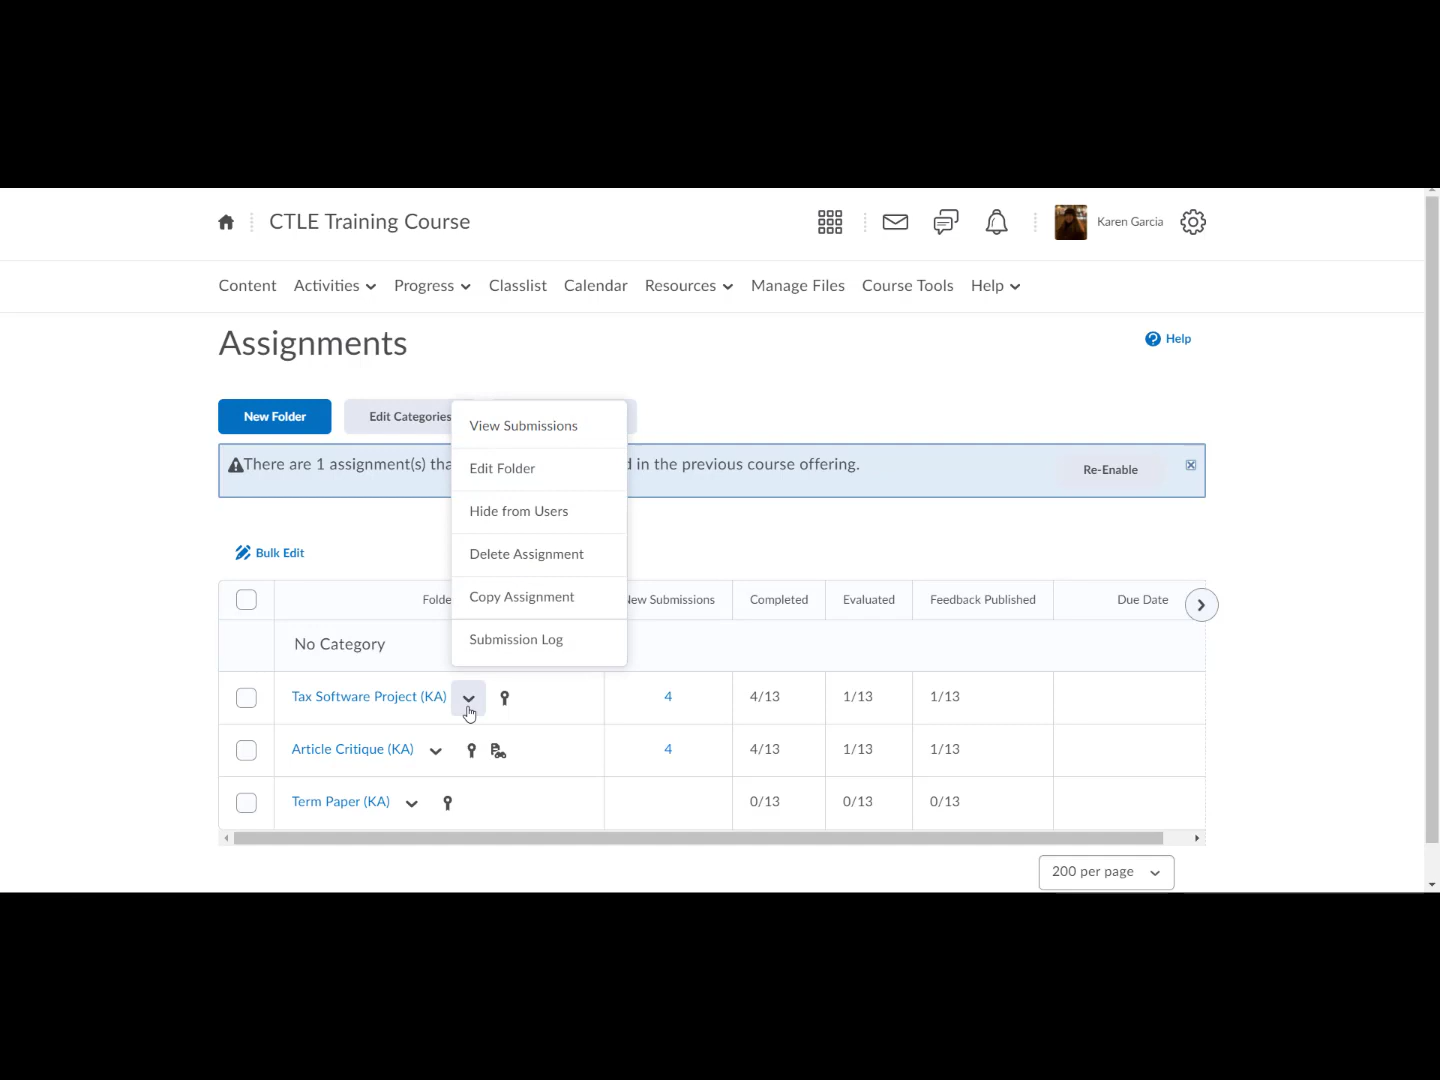 CTLE Training Course
Karen Garcia
Content Activities Progress Classlist Calendar Resources Manage Files Course Tools Help
Assignments
Help
New Folder
Edit Categories
View Submissions
Edit Folder
Hide from Users
Delete Assignment
Copy Assignment
Submission Log
There are 1 assignment(s)
in the previous course offering.
Re-Enable
Bulk Edit
Submissions Completed Evaluated Feedback Published Due Date
No Category
Tax Software Project (KA) 4 4/13 1/13 1/13
Article Critique (KA) 4 4/13 1/13 1/13
Term Paper (KA) 0/13 0/13 0/13
200 per page